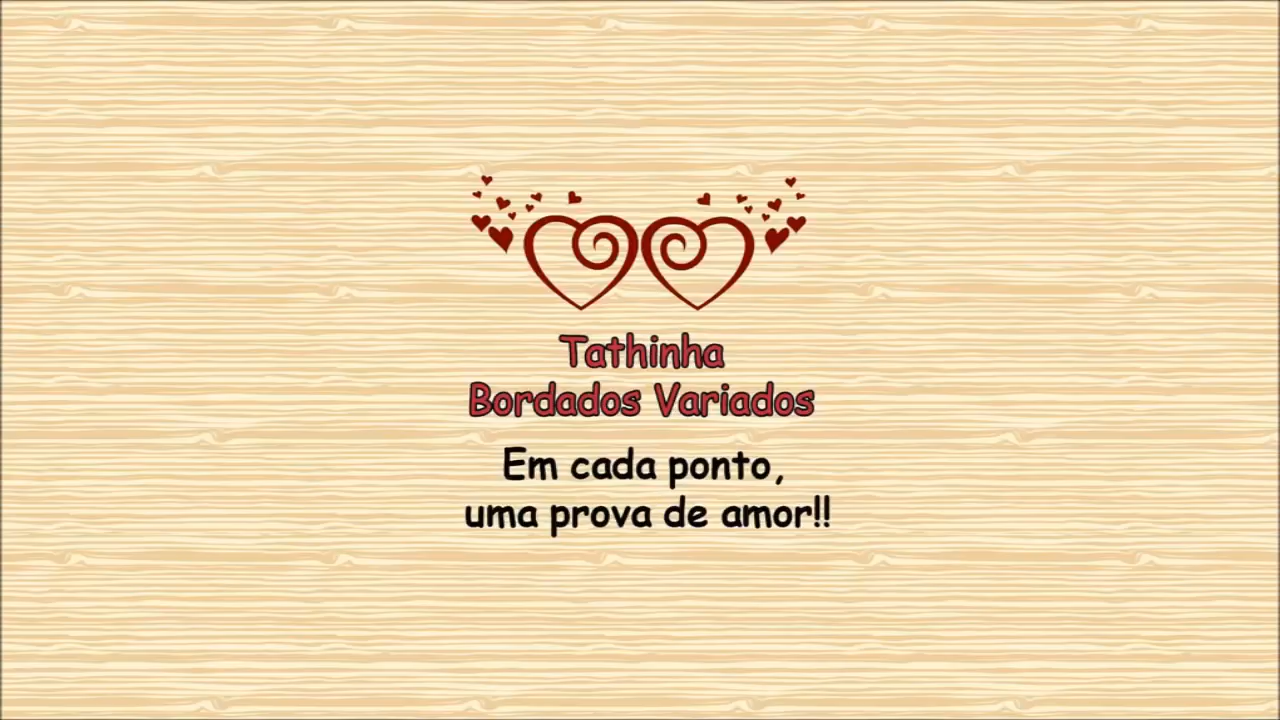 Tathinha
Bordados Variados
Em cada ponto,
uma prova de amor!!